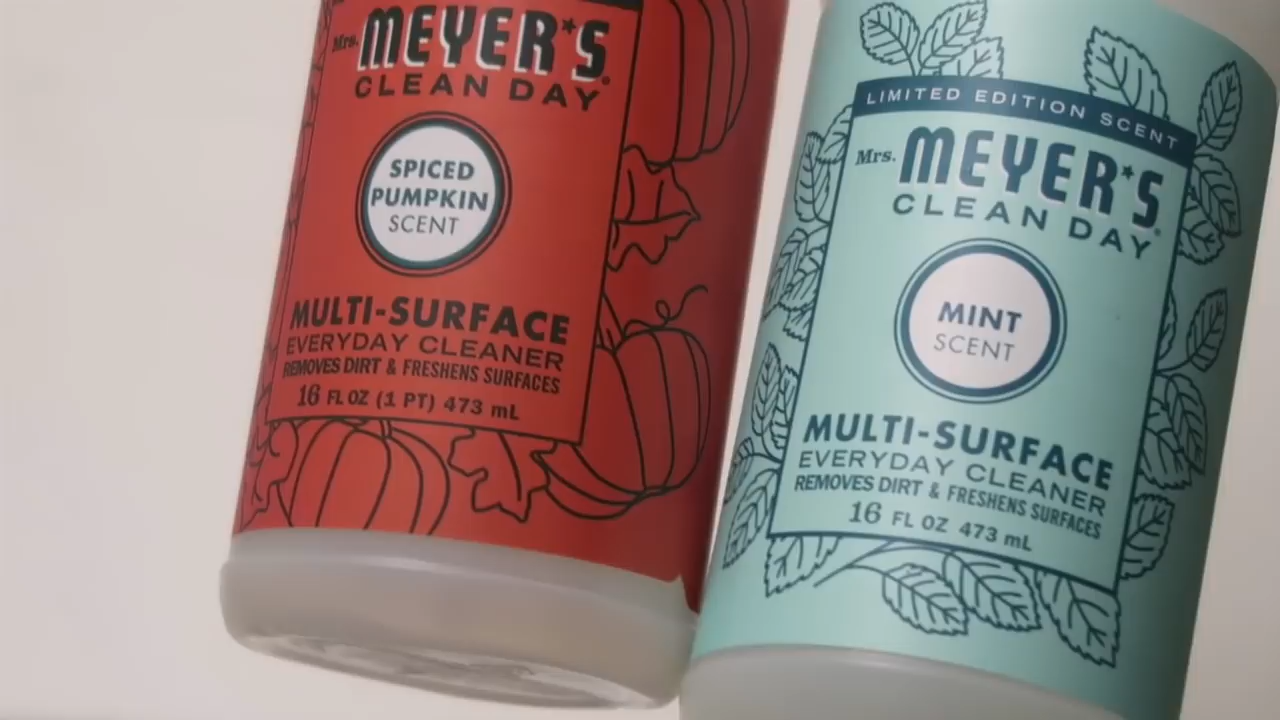 Mrs. MEYER'S
CLEAN DAY
SPICED
PUMPKIN
SCENT
MULTI-SURFACE
EVERYDAY CLEANER
REMOVES DIRT & FRESHENS SURFACES
16 FL OZ (1 PT) 473 mL
LIMITED EDITION SCENT
Mrs. MEYER'S
CLEAN DAY
MINT
SCENT
MULTI-SURFACE
EVERYDAY CLEANER
REMOVES DIRT & FRESHENS SURFACES
16 FL OZ 473 mL